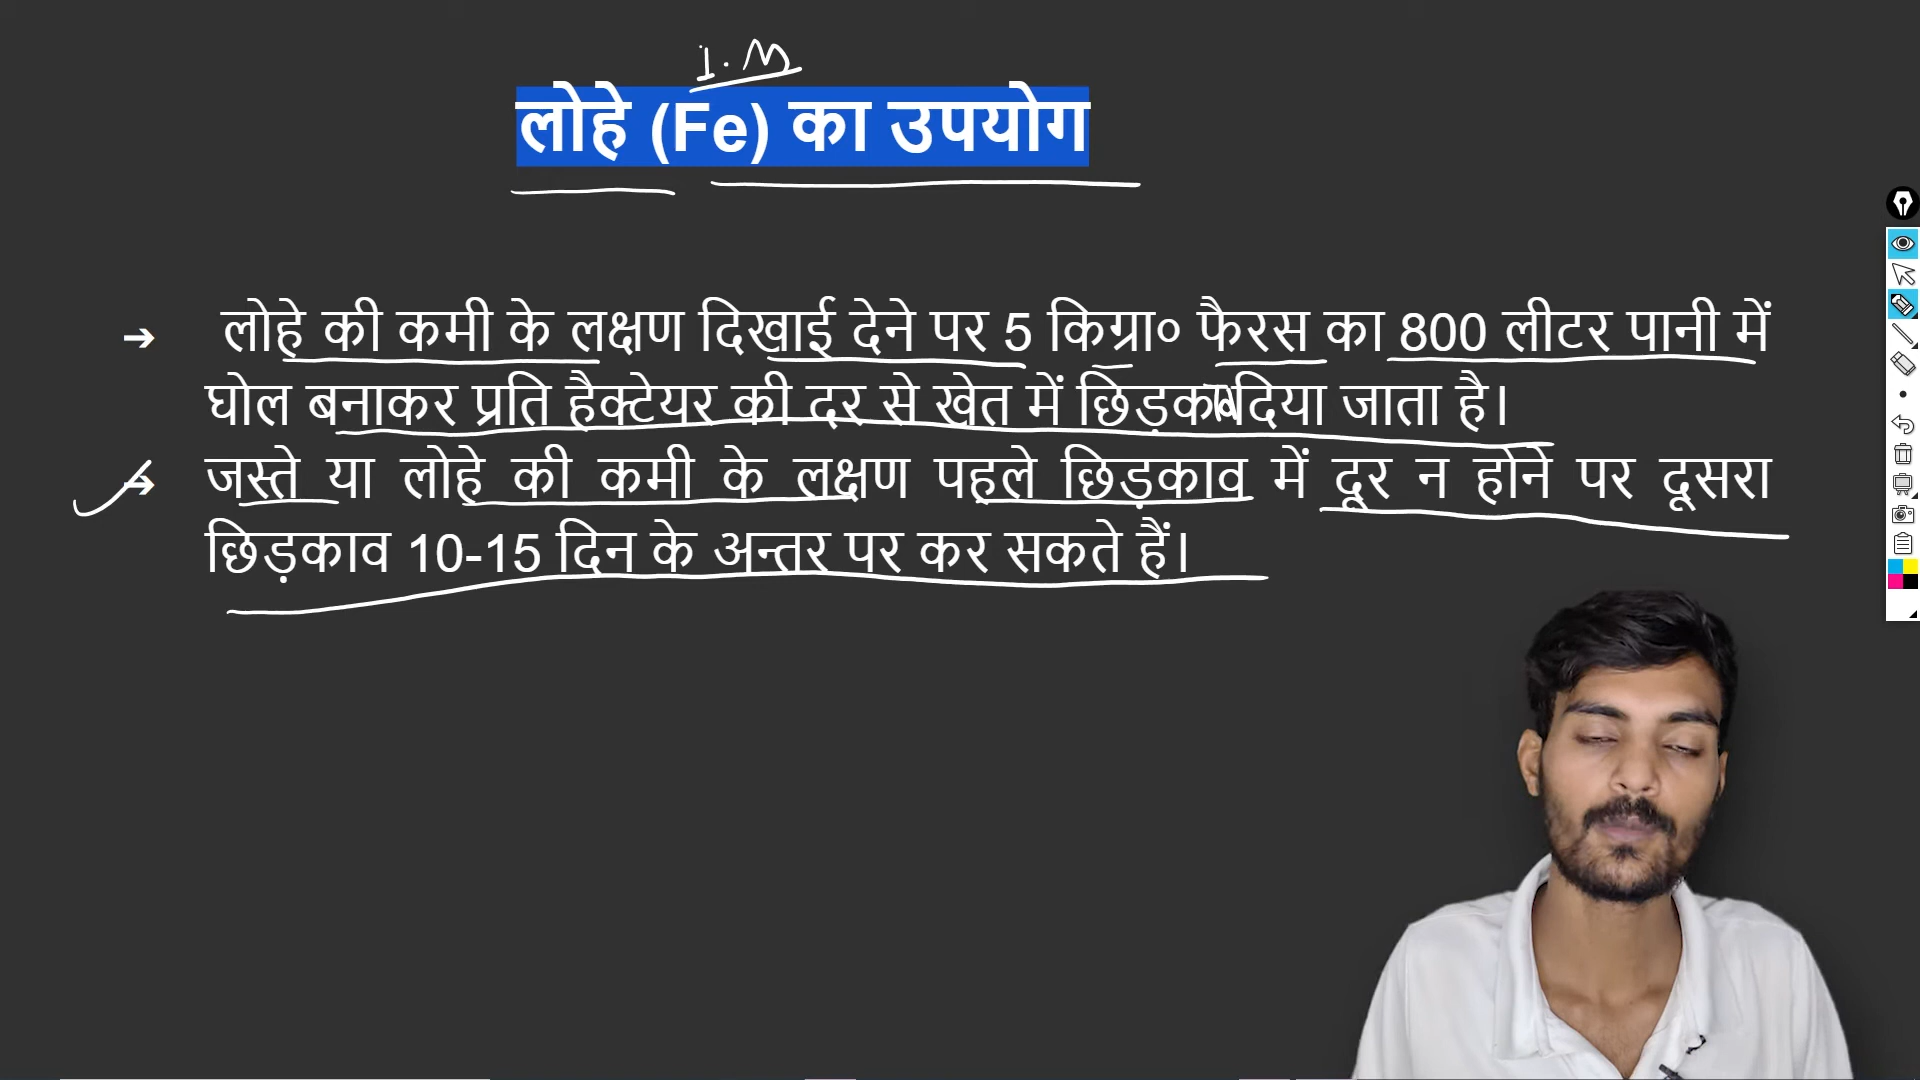 I.M
लोहे (Fe) का उपयोग
➔ लोहे की कमी के लक्षण दिखाई देने पर 5 किग्रा० फैरस का 800 लीटर पानी में
घोल बनाकर प्रति हैक्टेयर की दर से खेत में छिड़काव दिया जाता है।
➔ जस्ते या लोहे की कमी के लक्षण पहले छिड़काव में दूर न होने पर दूसरा
छिड़काव 10-15 दिन के अन्तर पर कर सकते हैं।